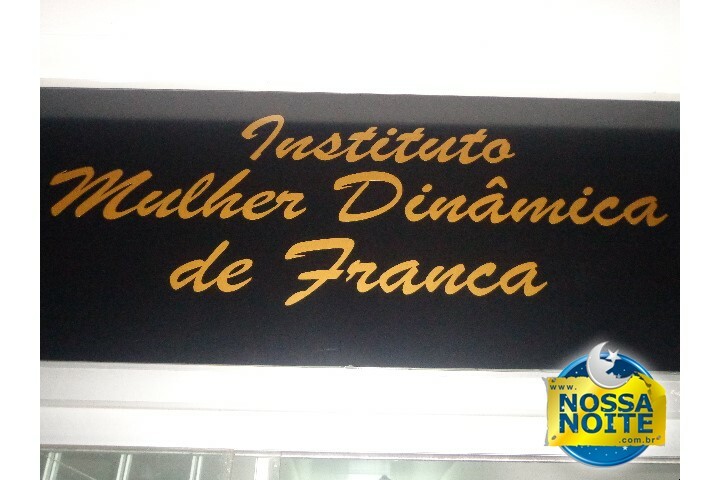 Instituto
Mulher Dinâmica
de Franca
www.
NOSSA
NOITE
.com.br